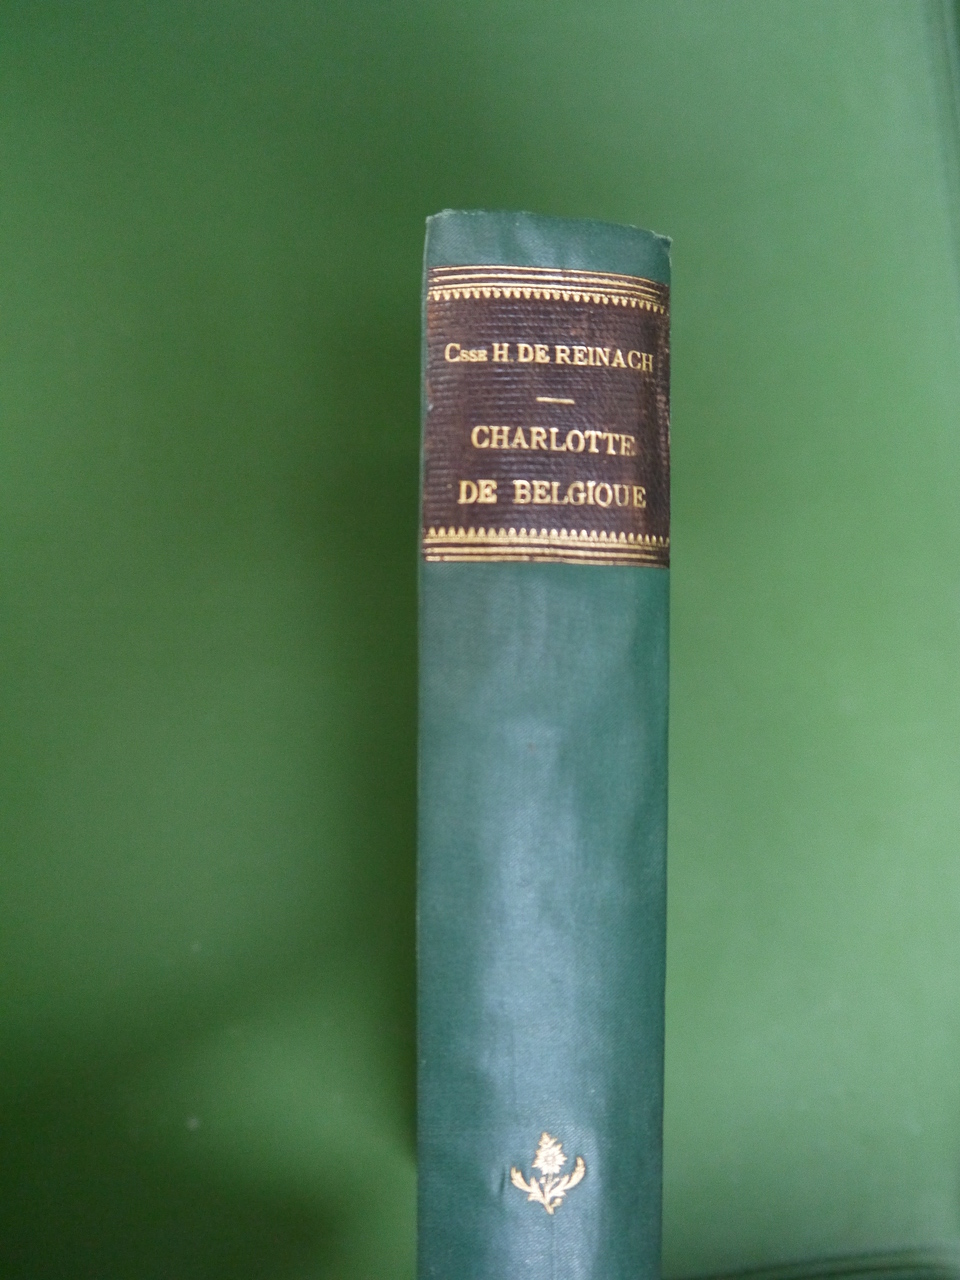 Csse H. DE REINACH
CHARLOTTE
DE BELGIQUE